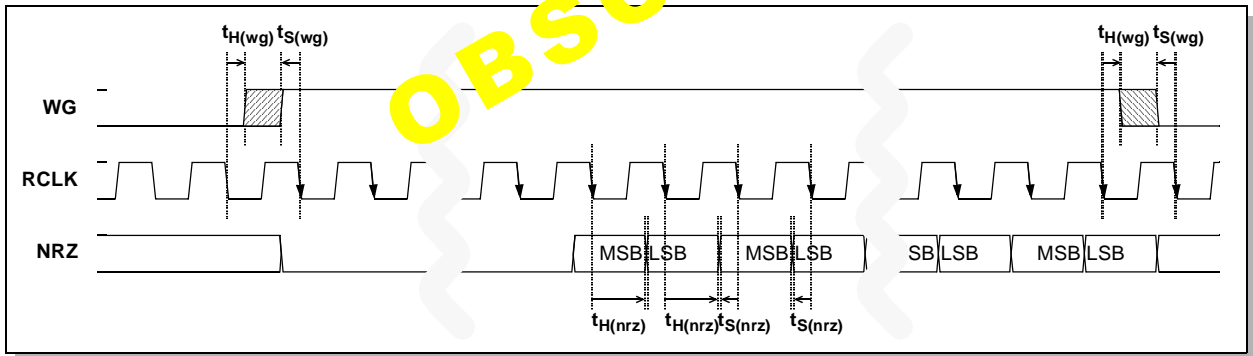 OBSO
tH(wg) tS(wg) tH(wg) tS(wg)
WG
RCLK
NRZ
MSB LSB MSB LSB SB LSB MSB LSB
tH(nrz) tH(nrz) tS(nrz) tS(nrz)